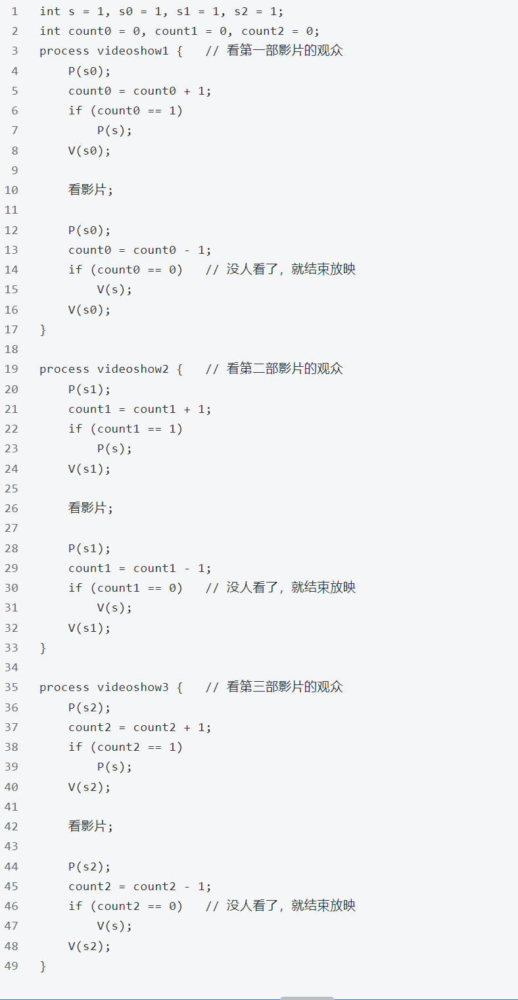 1 int s = 1, s0 = 1, s1 = 1, s2 = 1;
2 int count0 = 0, count1 = 0, count2 = 0;
3 process videoshow1 {   // 看第一部影片的观众
4     P(s0);
5     count0 = count0 + 1;
6     if (count0 == 1)
7         P(s);
8     V(s0);
9
10     看影片;
11
12     P(s0);
13     count0 = count0 - 1;
14     if (count0 == 0)   // 没人看了，就结束放映
15         V(s);
16     V(s0);
17 }
18
19 process videoshow2 {   // 看第二部影片的观众
20     P(s1);
21     count1 = count1 + 1;
22     if (count1 == 1)
23         P(s);
24     V(s1);
25
26     看影片;
27
28     P(s1);
29     count1 = count1 - 1;
30     if (count1 == 0)   // 没人看了，就结束放映
31         V(s);
32     V(s1);
33 }
34
35 process videoshow3 {   // 看第三部影片的观众
36     P(s2);
37     count2 = count2 + 1;
38     if (count2 == 1)
39         P(s);
40     V(s2);
41
42     看影片;
43
44     P(s2);
45     count2 = count2 - 1;
46     if (count2 == 0)   // 没人看了，就结束放映
47         V(s);
48     V(s2);
49 }